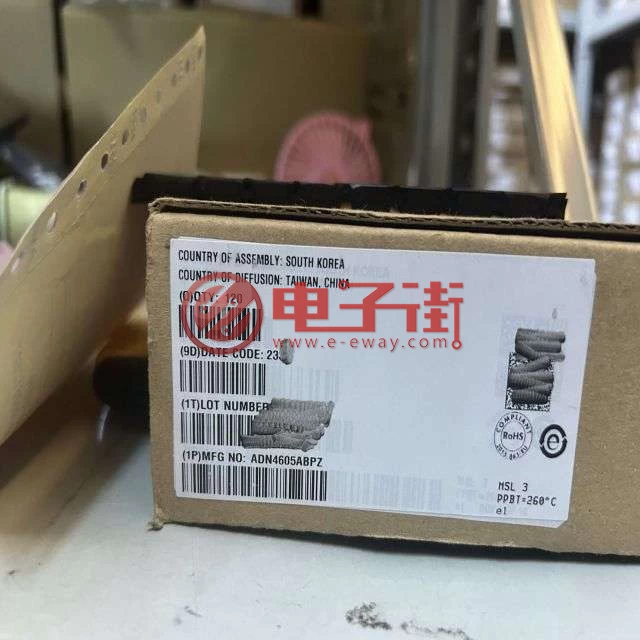 COUNTRY OF ASSEMBLY: SOUTH KOREA
COUNTRY OF DIFFUSION: TAIWAN, CHINA
(Q)QTY: 120
电子街
www.e-eway.com
(9D)DATE CODE: 23
(1T)LOT NUMBER
COMPLIANT
RoHS
e
(1P)MFG NO: ADN4605ABPZ
MSL 3
PPBT=260°C
e1